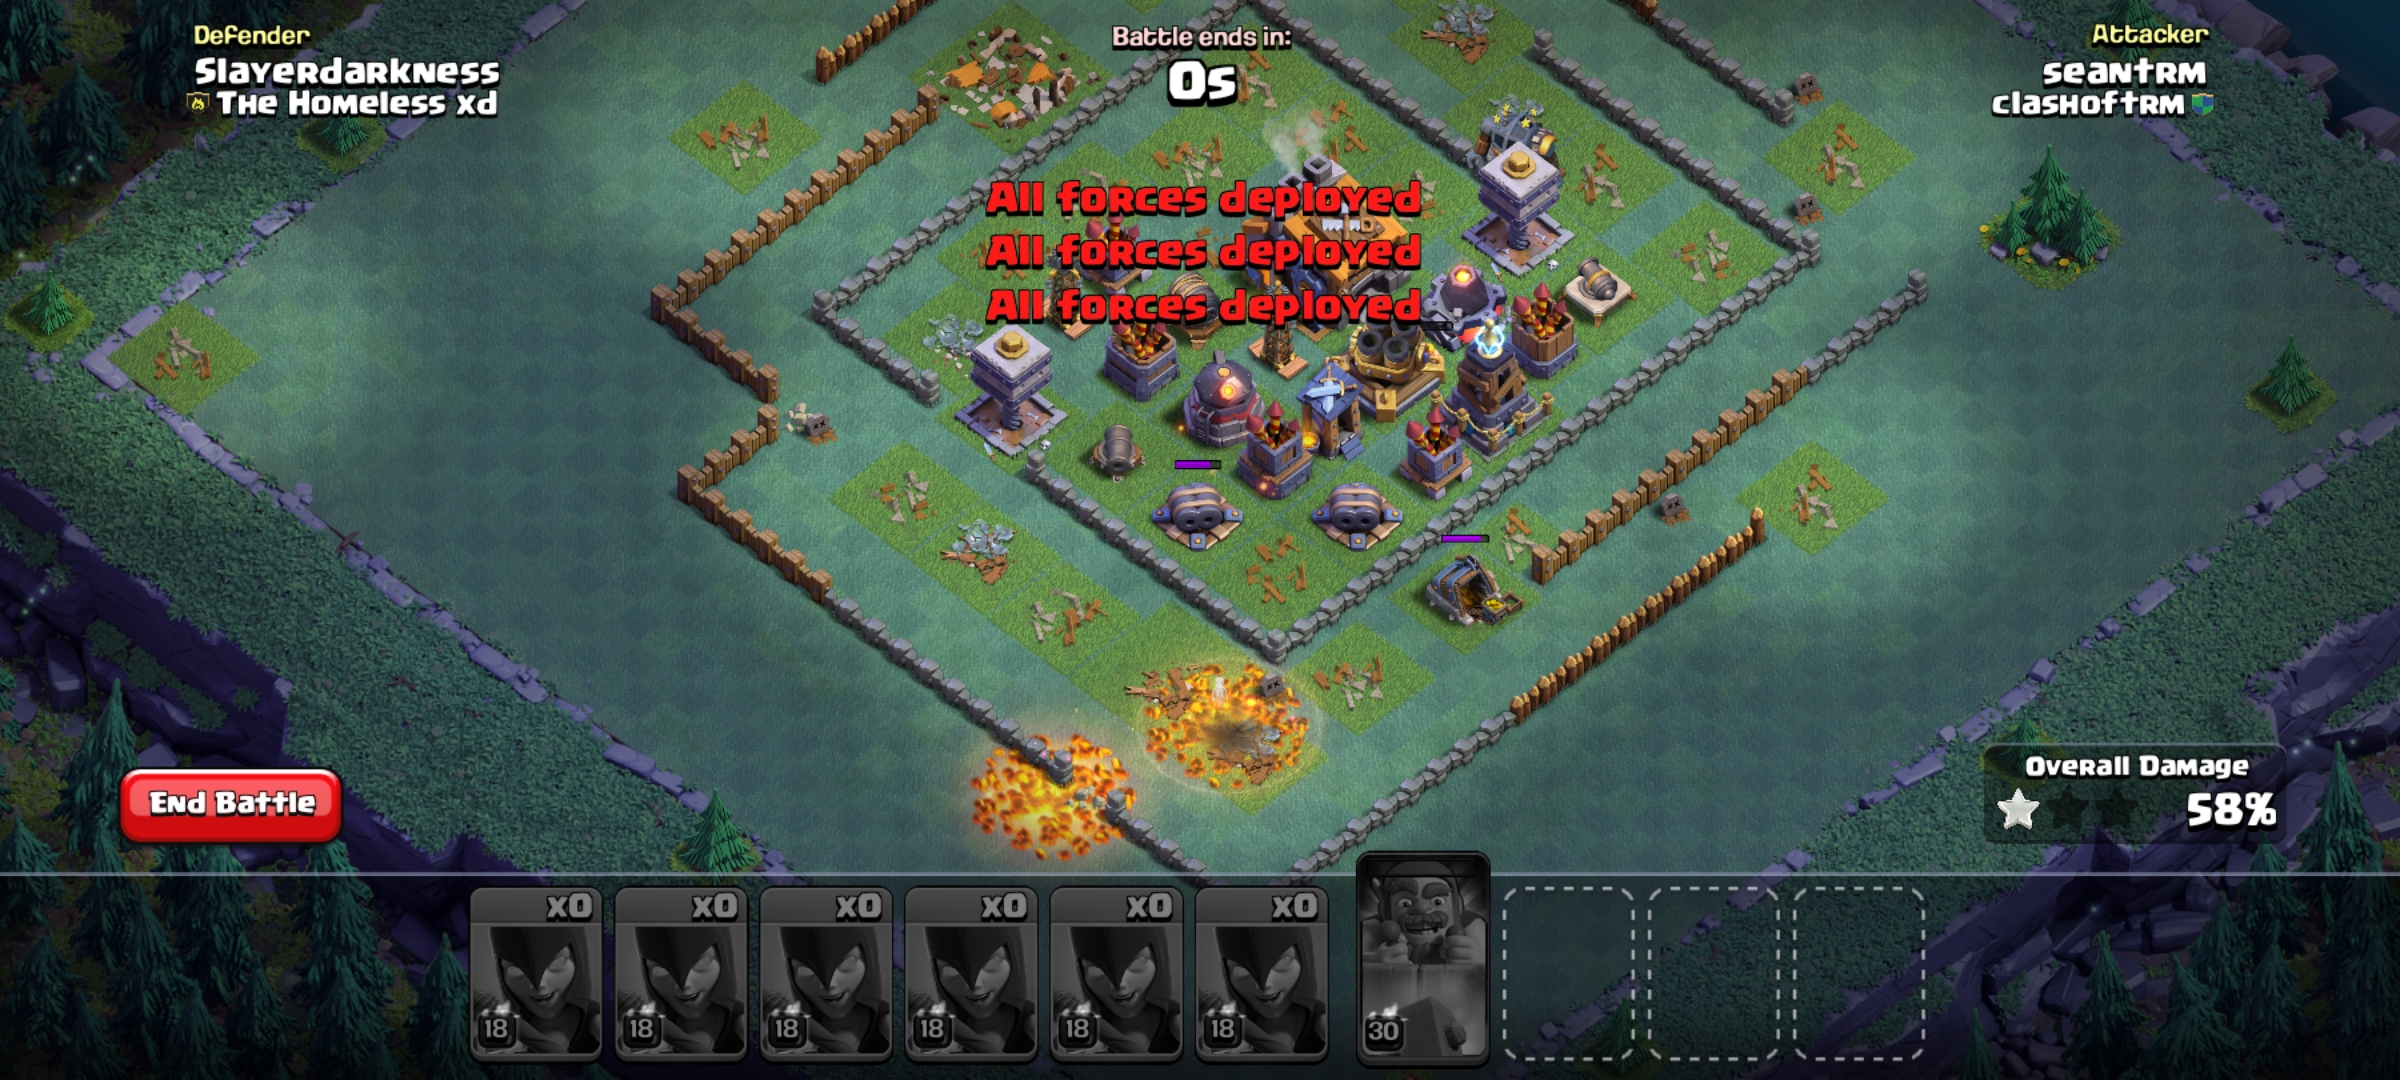 Defender
Slayerdarkness
The Homeless xd
Battle ends in:
0s
Attacker
seantrm
clashoftrm
All forces deployed
All forces deployed
All forces deployed
End Battle
Overall Damage
58%
x0
x0
x0
x0
x0
x0
18
18
18
18
18
18
30